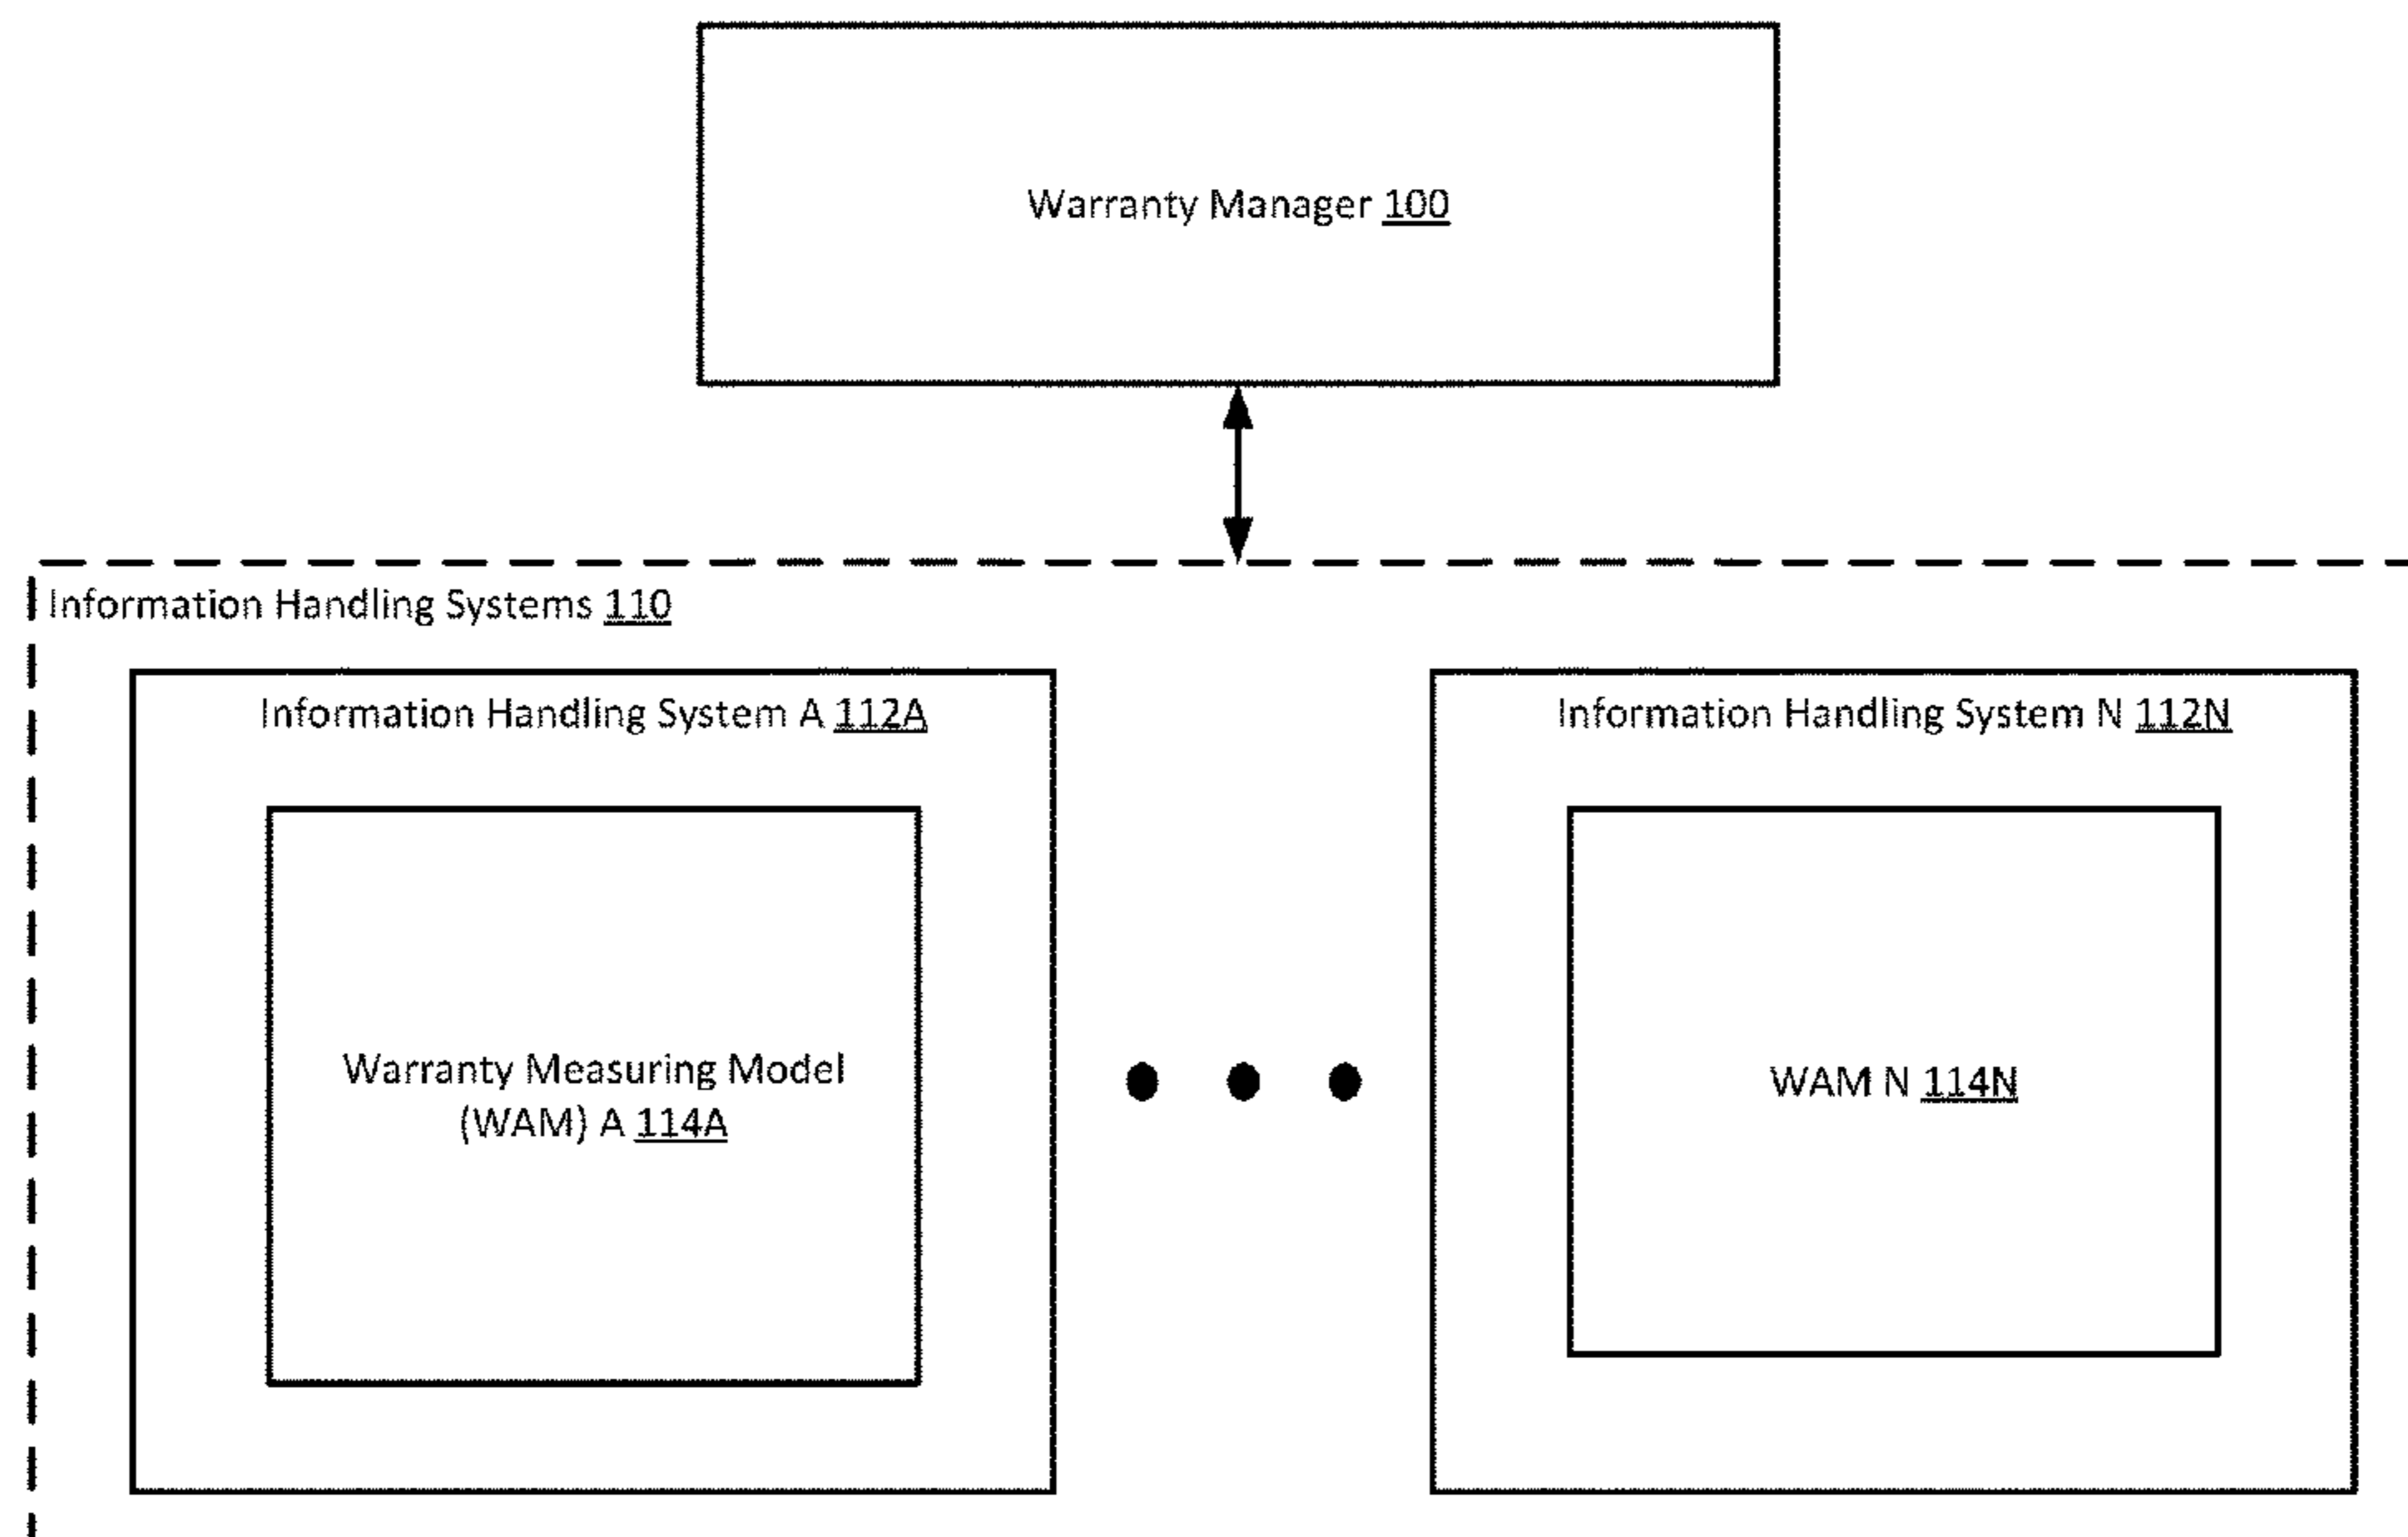 Warranty Manager 100
Information Handling Systems 110
Information Handling System A 112A
Information Handling System N 112N
Warranty Measuring Model
(WAM) A 114A
WAM N 114N